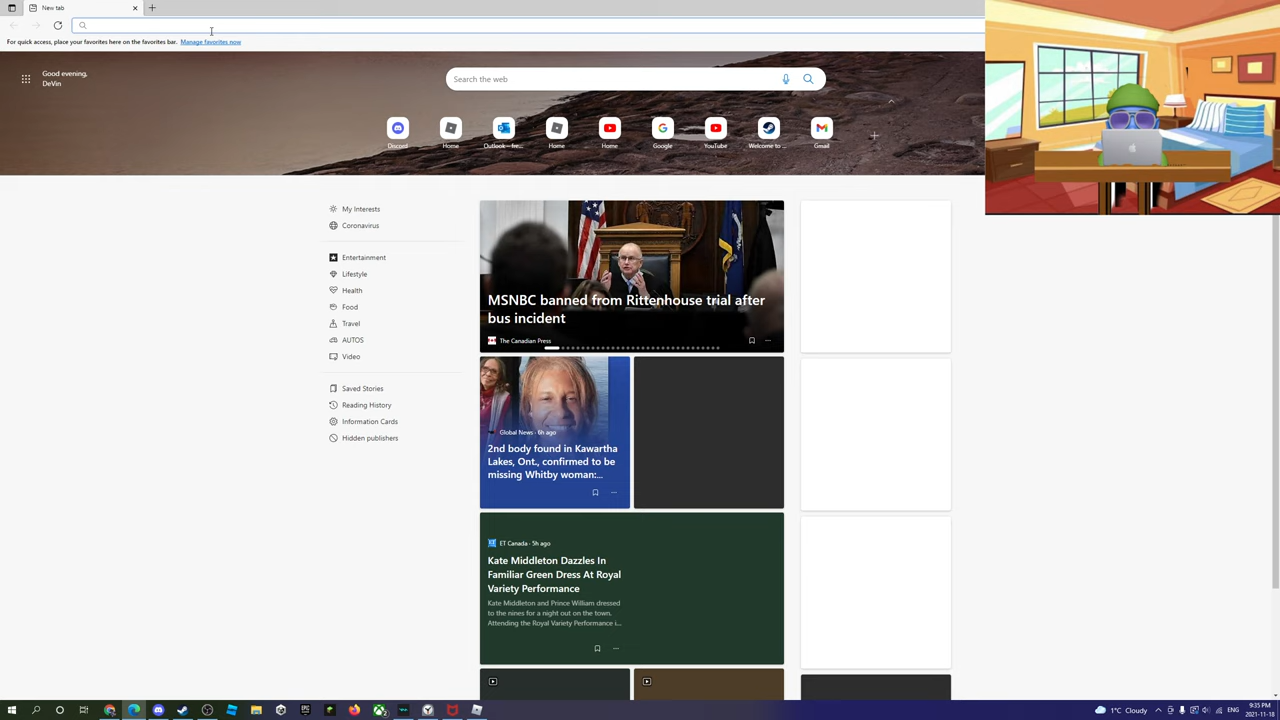 New tab
For quick access, place your favorites here on the favorites bar. Manage favorites now
Good evening,
DeVin
Search the web
Discord
Home
Outlook – fre...
Home
Home
Google
YouTube
Welcome to ...
Gmail
My Interests
Coronavirus
Entertainment
Lifestyle
Health
Food
Travel
AUTOS
Video
Saved Stories
Reading History
Information Cards
Hidden publishers
MSNBC banned from Rittenhouse trial after
bus incident
The Canadian Press
Global News · 6h ago
2nd body found in Kawartha
Lakes, Ont., confirmed to be
missing Whitby woman:...
ET Canada · 5h ago
Kate Middleton Dazzles In
Familiar Green Dress At Royal
Variety Performance
Kate Middleton and Prince William dressed
to the nines for a night out on the town.
Attending the Royal Variety Performance i...
1°C Cloudy
ENG
9:35 PM
2021-11-18